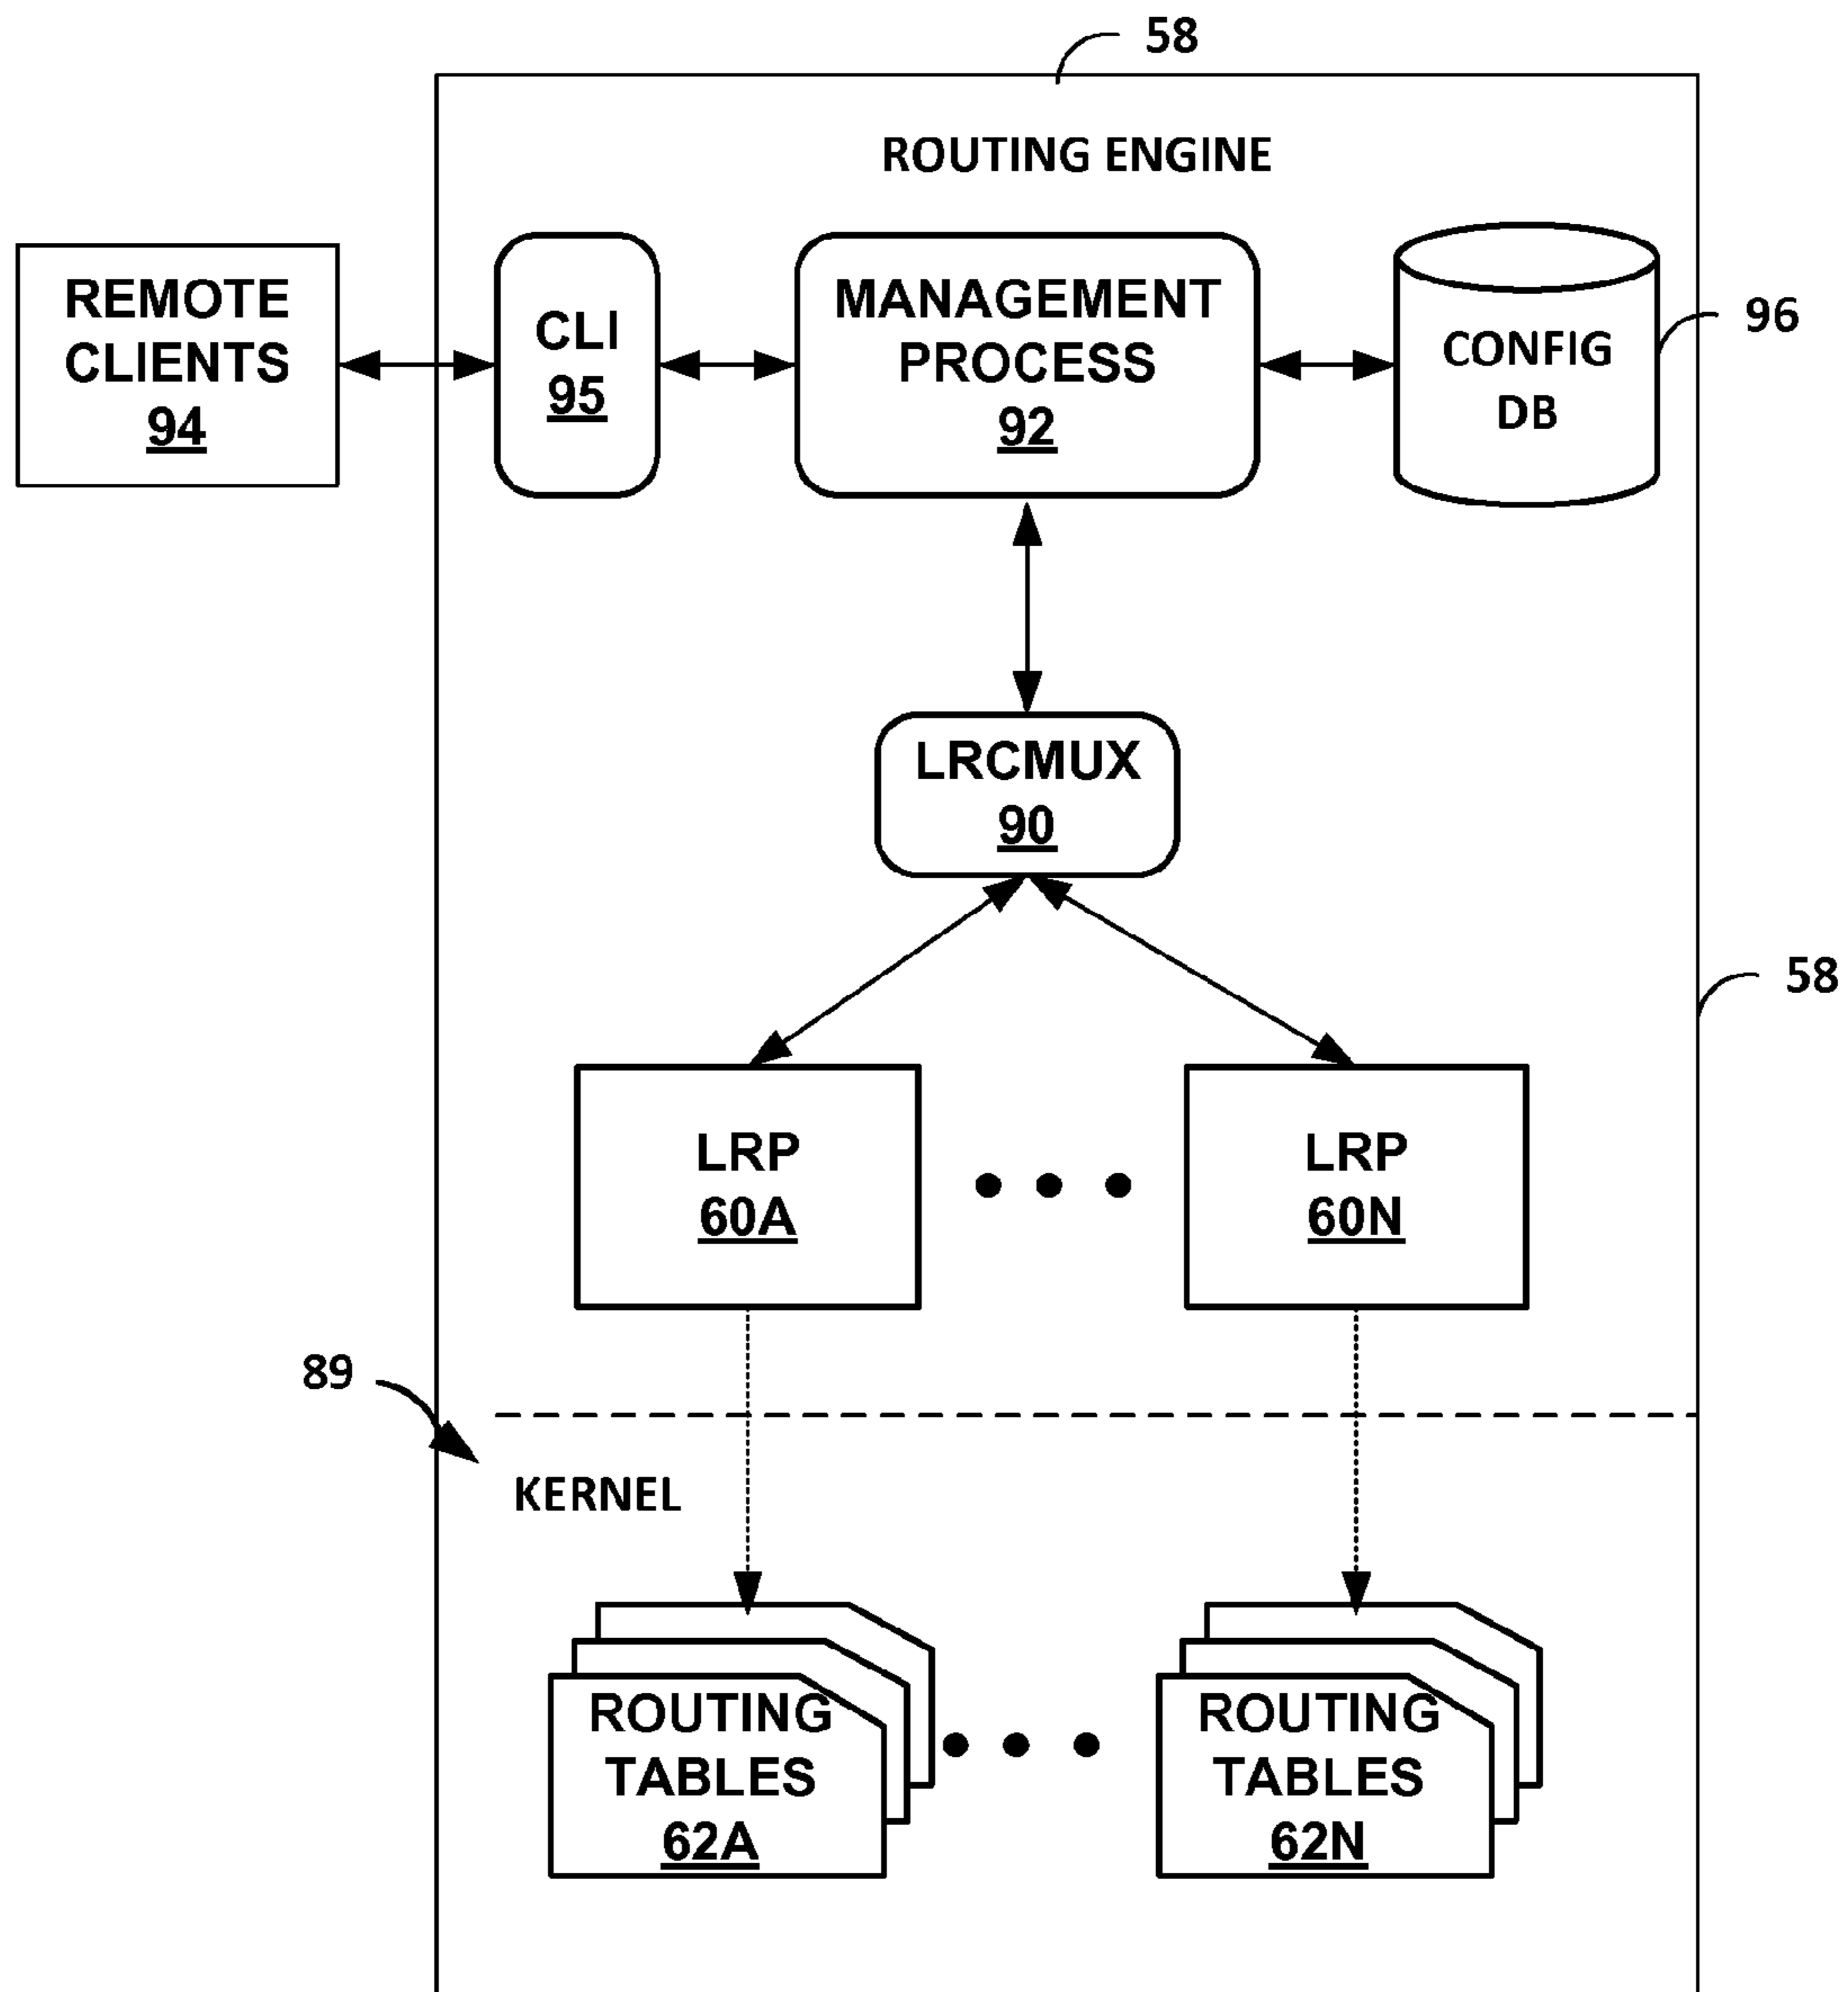 58
ROUTING ENGINE
REMOTE
CLIENTS
94
CLI
95
MANAGEMENT
PROCESS
92
CONFIG
DB
96
LRCMUX
90
58
LRP
60A
LRP
60N
89
KERNEL
ROUTING
TABLES
62A
ROUTING
TABLES
62N